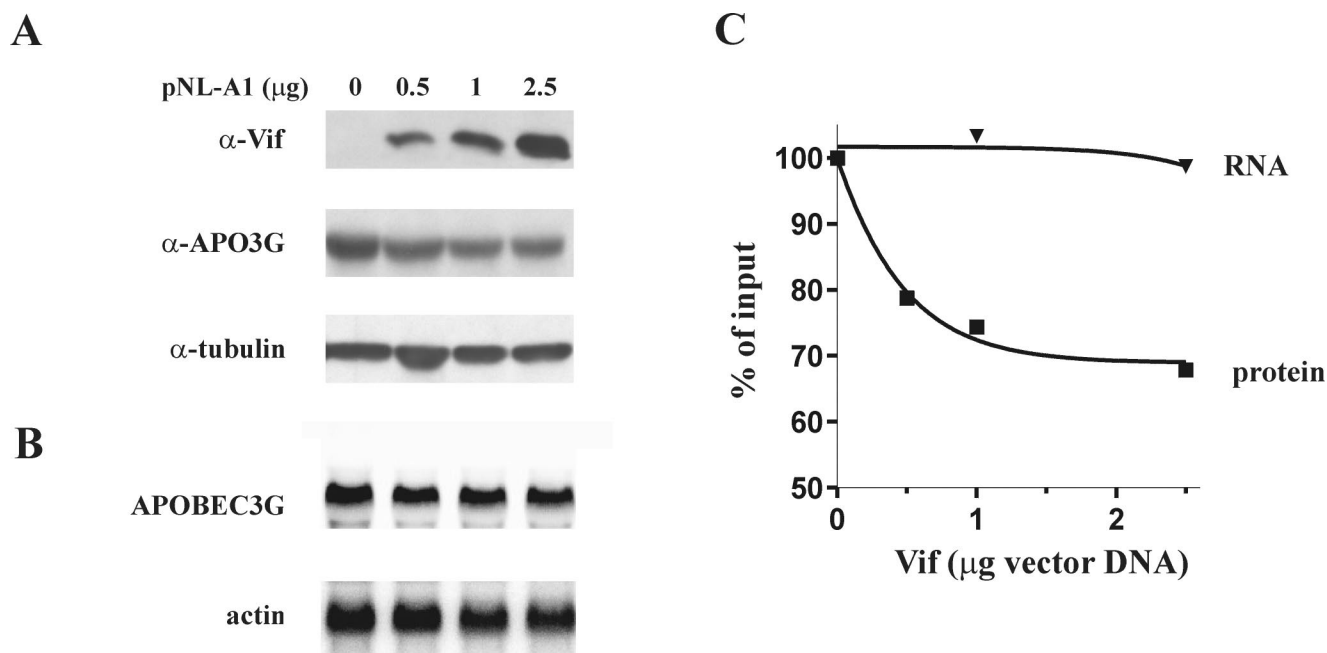 A
pNL-A1 (μg) 0 0.5 1 2.5
α-Vif
α-APO3G
α-tubulin
B
APOBEC3G
actin
C
100
90
80
70
60
50
% of input
RNA
protein
0 1 2
Vif (μg vector DNA)